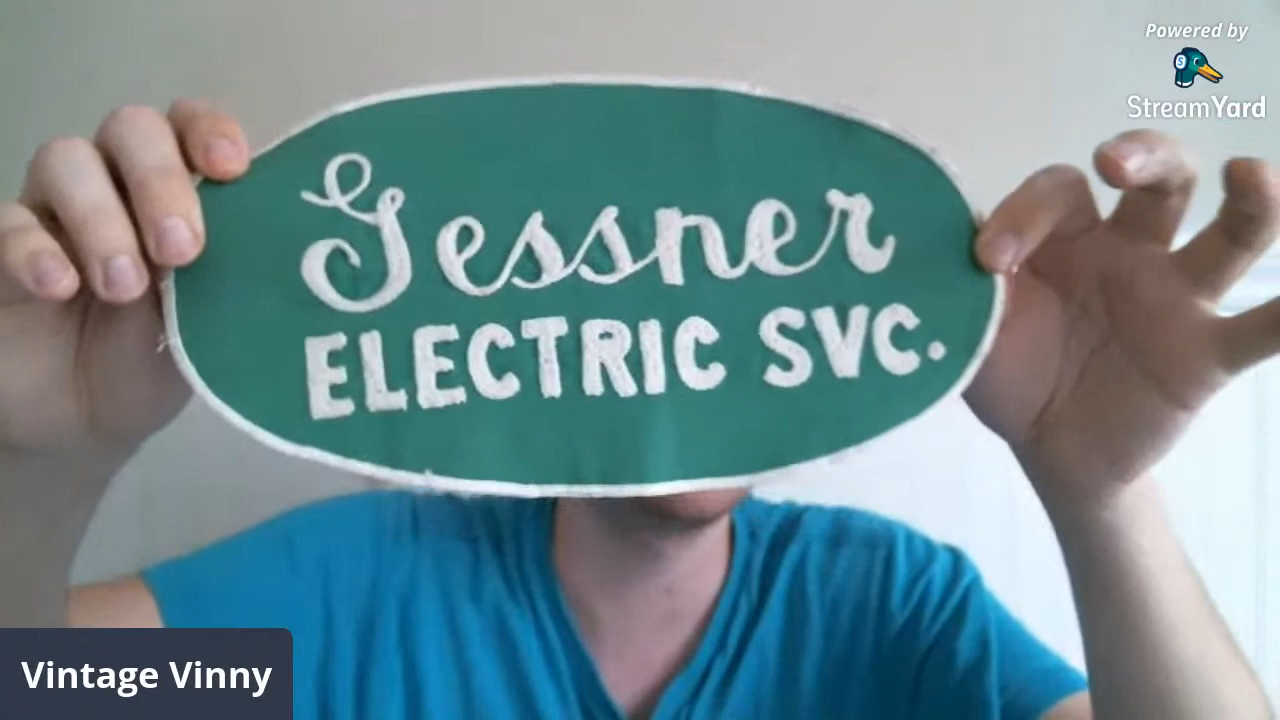 Powered by
StreamYard
Gessner
ELECTRIC SVC.
Vintage Vinny